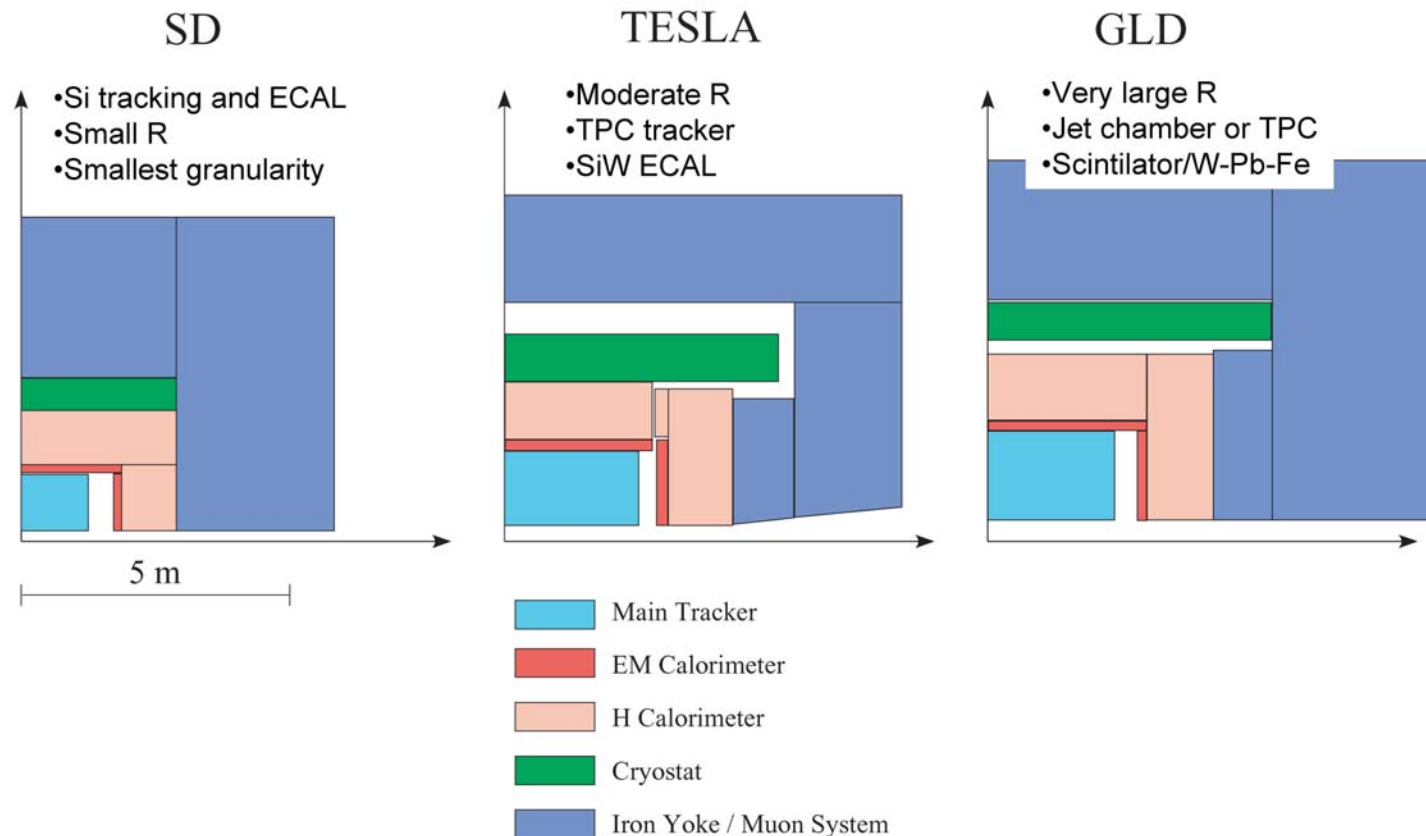 SD
•Si tracking and ECAL
•Small R
•Smallest granularity
TESLA
•Moderate R
•TPC tracker
•SiW ECAL
GLD
•Very large R
•Jet chamber or TPC
•Scintilator/W-Pb-Fe
5 m
Main Tracker
EM Calorimeter
H Calorimeter
Cryostat
Iron Yoke / Muon System